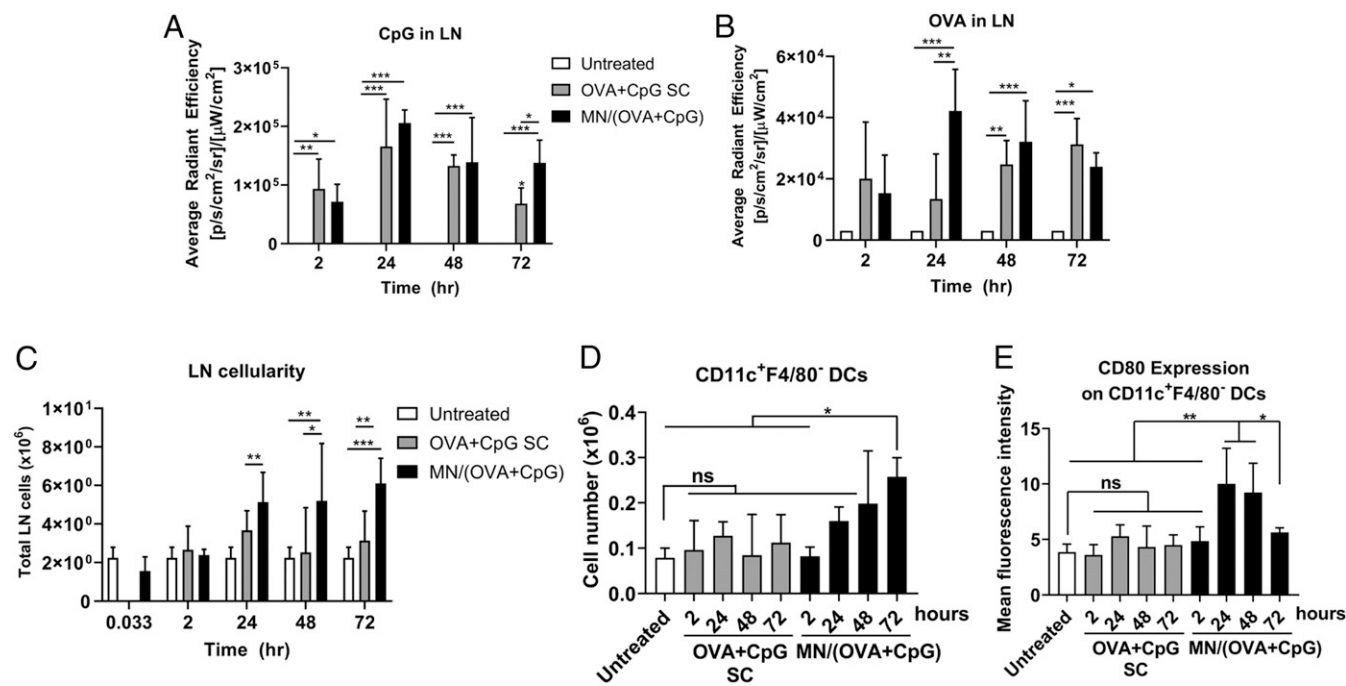 A
CpG in LN
Average Radiant Efficiency
[p/s/cm²/sr]/[μW/cm²]
3×10⁵
2×10⁵
1×10⁵
0
** * *** *** *** *** *** * *
2 24 48 72
Time (hr)
Untreated
OVA+CpG SC
MN/(OVA+CpG)
B
OVA in LN
Average Radiant Efficiency
[p/s/cm²/sr]/[μW/cm²]
6×10⁴
4×10⁴
2×10⁴
0
*** ** *** ** * ***
2 24 48 72
Time (hr)
C
LN cellularity
Total LN cells (x10⁶)
1×10¹
8×10⁰
6×10⁰
4×10⁰
2×10⁰
0
** ** * ** ***
0.033 2 24 48 72
Time (hr)
Untreated
OVA+CpG SC
MN/(OVA+CpG)
D
CD11c⁺F4/80⁻ DCs
Cell number (x10⁶)
0.4
0.3
0.2
0.1
0.0
*
ns
Untreated 2 24 48 72 2 24 48 72 hours
OVA+CpG MN/(OVA+CpG)
SC
E
CD80 Expression
on CD11c⁺F4/80⁻ DCs
Mean fluorescence intensity
15
10
5
0
** *
ns
Untreated 2 24 48 72 2 24 48 72 hours
OVA+CpG MN/(OVA+CpG)
SC